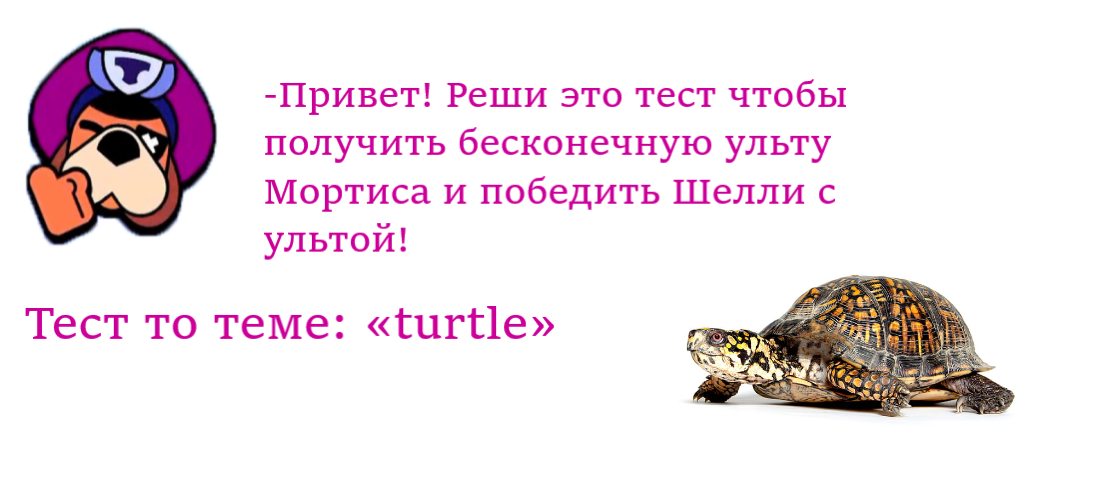 -Привет! Реши это тест чтобы
получить бесконечную ульту
Мортиса и победить Шелли с
ультой!
Тест то теме: «turtle»